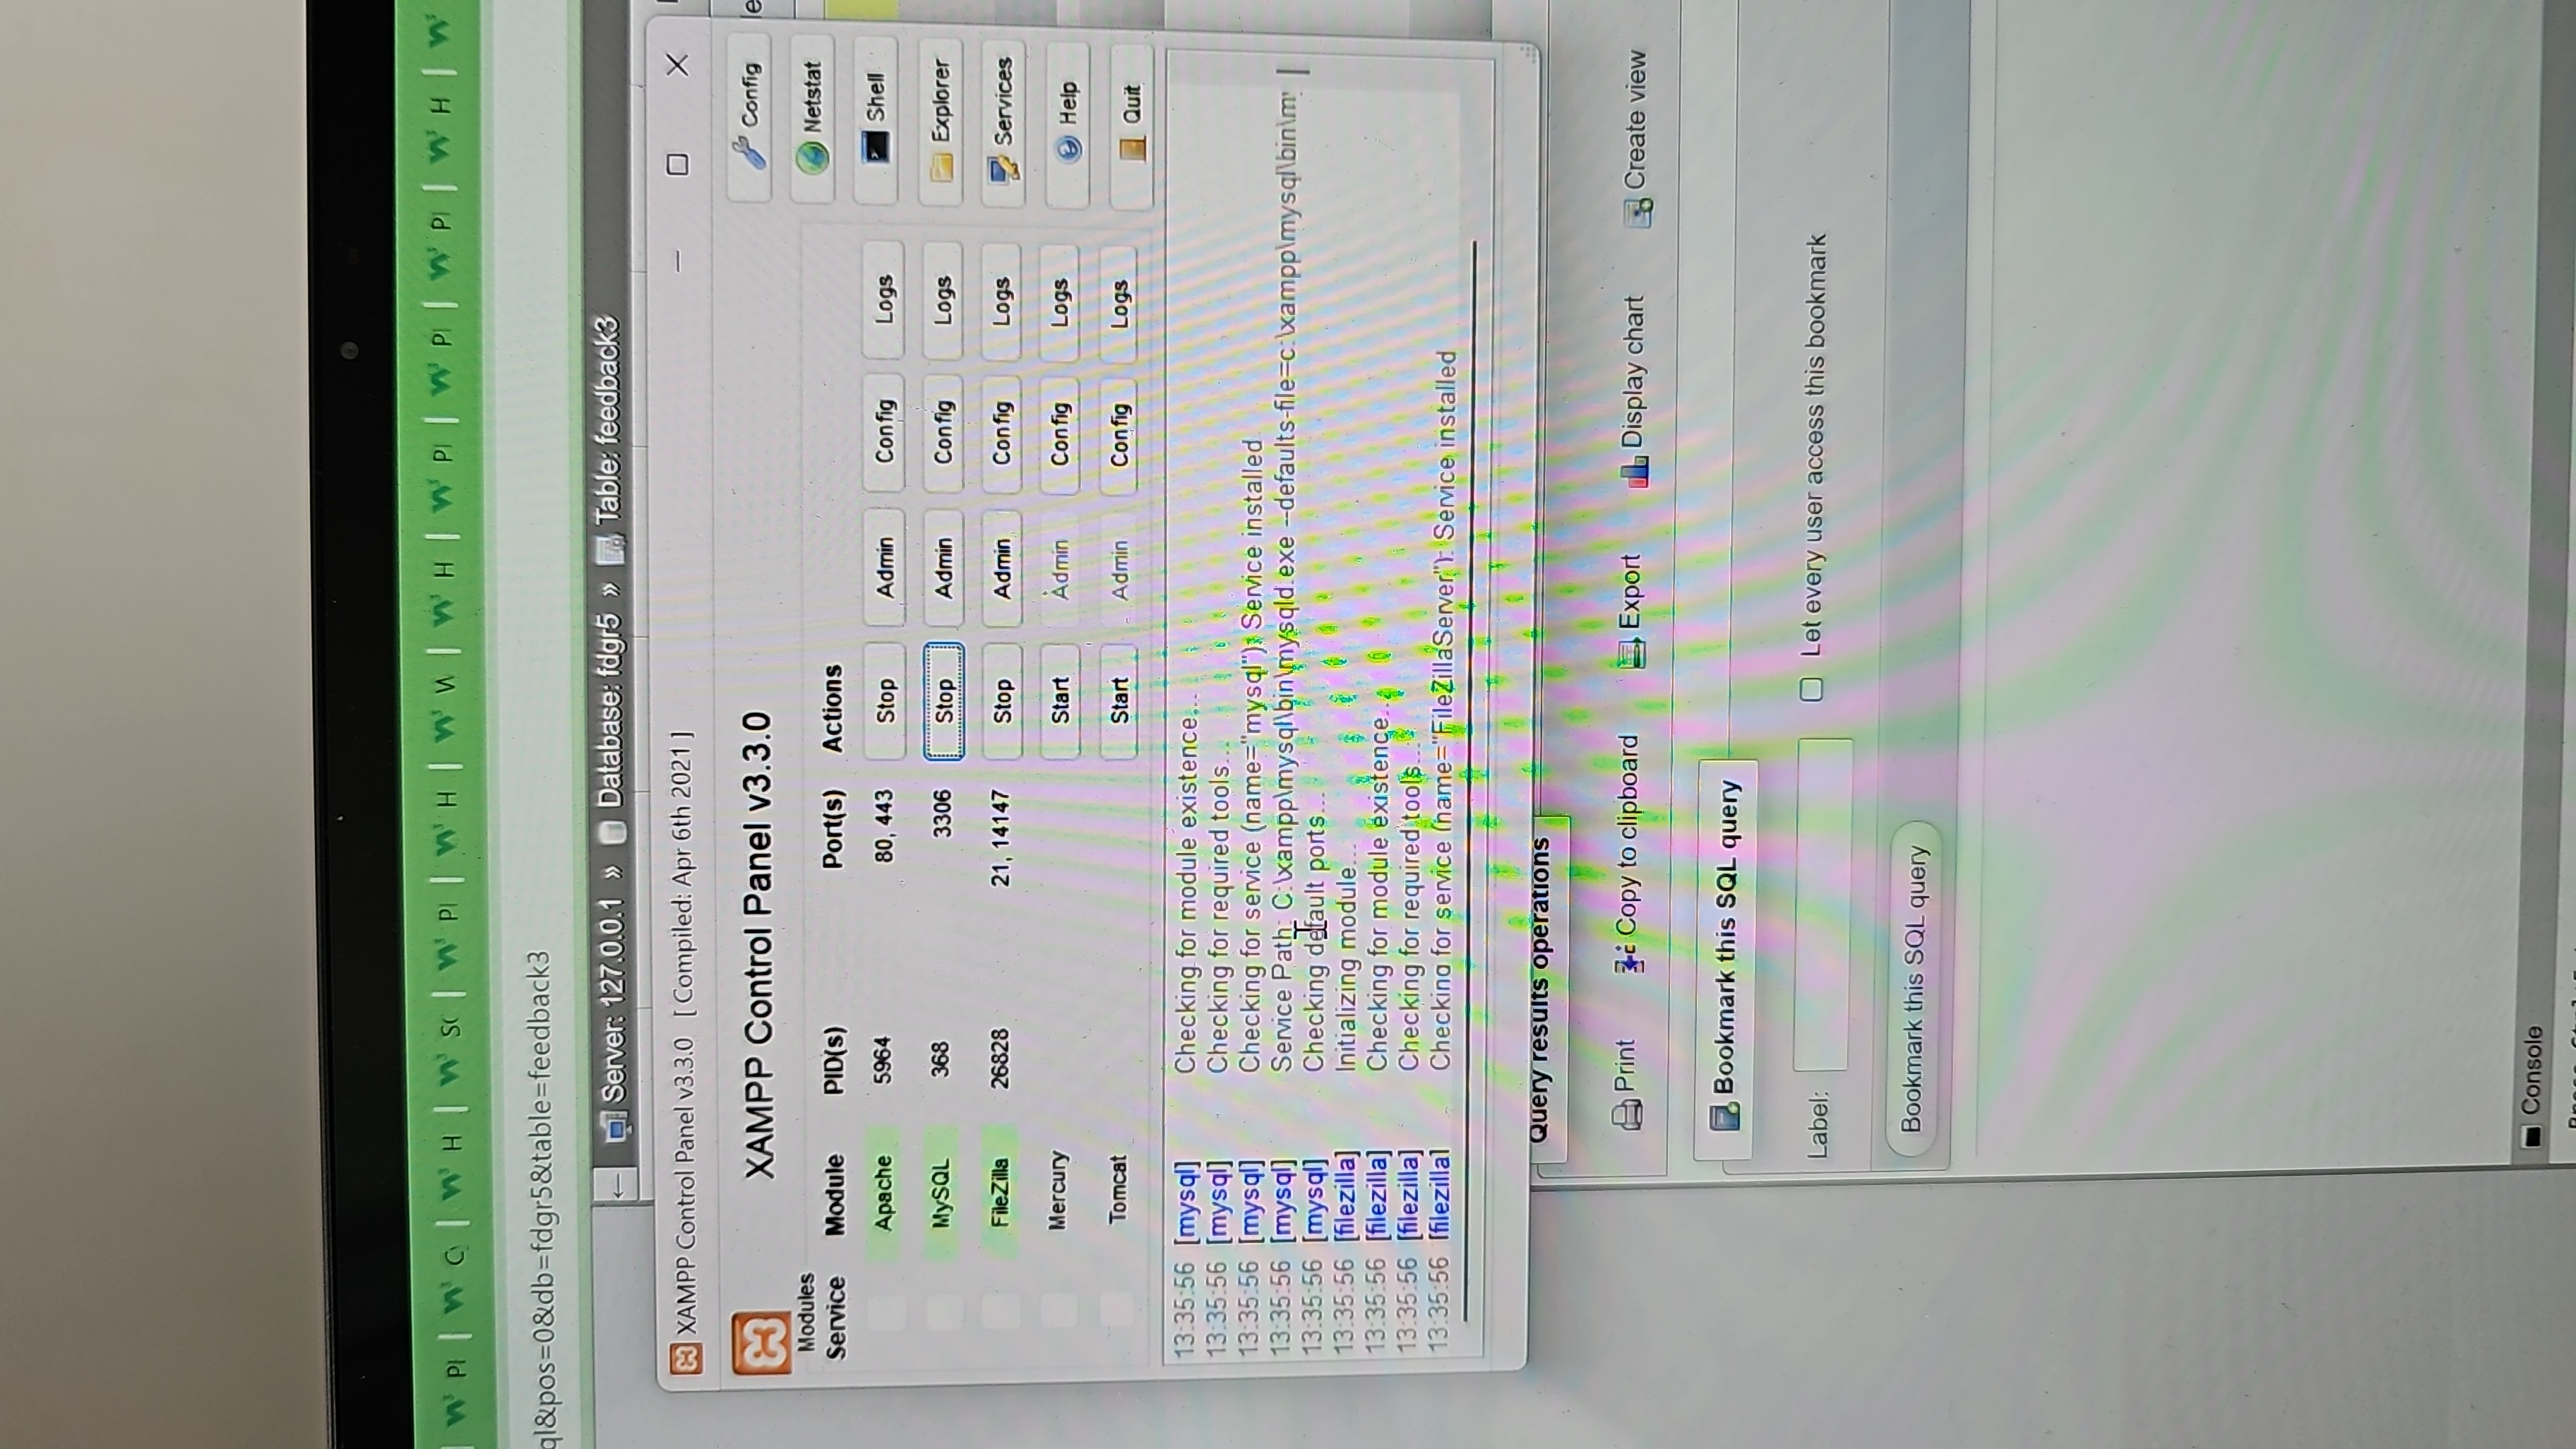 PI C H SC PI H W H PI PI PI H
ql&pos=0&db=fdgr5&table=feedback3
Server: 127.0.0.1 » Database: fdgr5 » Table: feedback3
XAMPP Control Panel v3.3.0 [ Compiled: Apr 6th 2021 ]
XAMPP Control Panel v3.3.0
Config
Modules
Netstat
Service Module PID(s) Port(s) Actions
Apache 5964 80, 443 Stop Admin Config Logs
Shell
MySQL 368 3306 Stop Admin Config Logs
Explorer
FileZilla 26828 21, 14147 Stop Admin Config Logs
Services
Mercury Start Admin Config Logs
Help
Tomcat Start Admin Config Logs
Quit
13:35:56 [mysql] Checking for module existence...
13:35:56 [mysql] Checking for required tools...
13:35:56 [mysql] Checking for service (name="mysql"): Service installed
13:35:56 [mysql] Service Path: C:\xampp\mysql\bin\mysqld.exe --defaults-file=c:\xampp\mysql\bin\m
13:35:56 [mysql] Checking default ports...
13:35:56 [filezilla] Initializing module...
13:35:56 [filezilla] Checking for module existence...
13:35:56 [filezilla] Checking for required tools...
13:35:56 [filezilla] Checking for service (name="FileZillaServer"): Service installed
Query results operations
Print Copy to clipboard Export Display chart Create view
Bookmark this SQL query
Label: Let every user access this bookmark
Bookmark this SQL query
Console